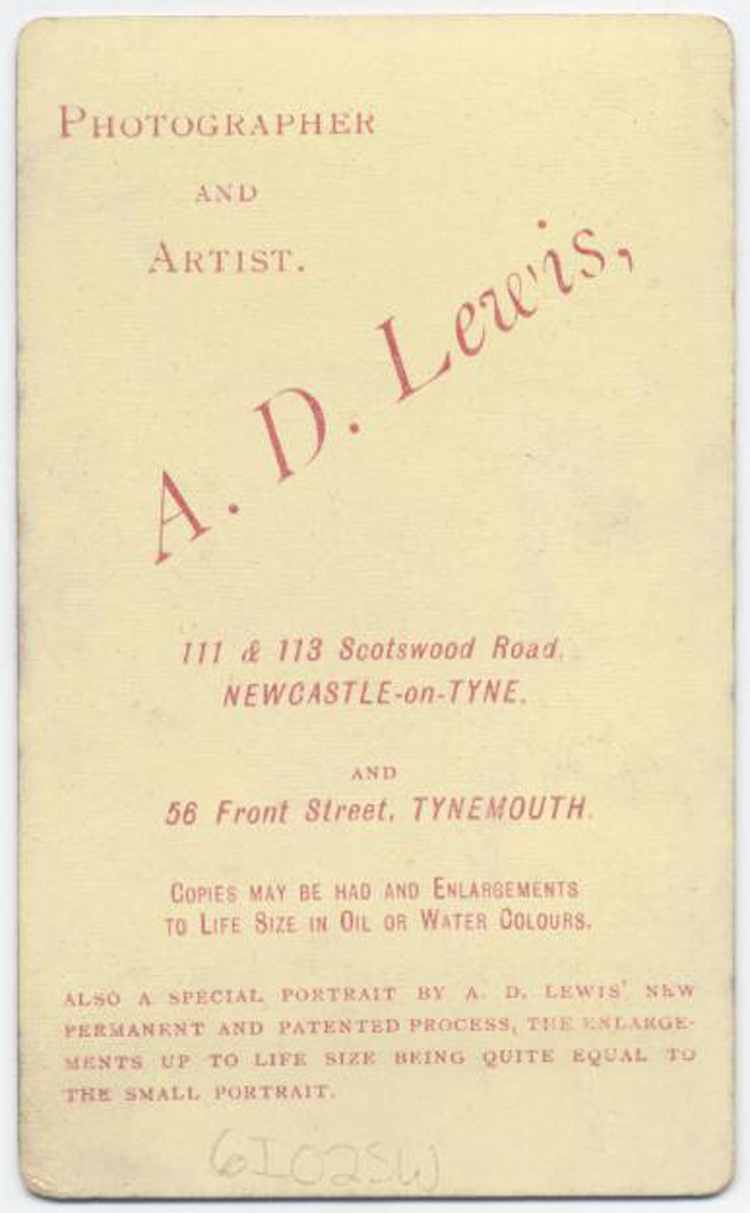 PHOTOGRAPHER
AND
ARTIST.
A. D. Lewis,
111 & 113 Scotswood Road,
NEWCASTLE-on-TYNE.
AND
56 Front Street, TYNEMOUTH.
COPIES MAY BE HAD AND ENLARGEMENTS
TO LIFE SIZE IN OIL OR WATER COLOURS.
ALSO A SPECIAL PORTRAIT BY A. D. LEWIS' NEW
PERMANENT AND PATENTED PROCESS, THE ENLARGE-
MENTS UP TO LIFE SIZE BEING QUITE EQUAL TO
THE SMALL PORTRAIT.